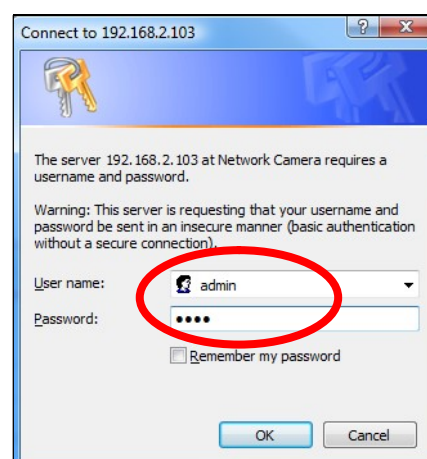 Connect to 192.168.2.103
The server 192.168.2.103 at Network Camera requires a
username and password.
Warning: This server is requesting that your username and
password be sent in an insecure manner (basic authentication
without a secure connection).
User name: admin
Password: ••••
Remember my password
OK Cancel